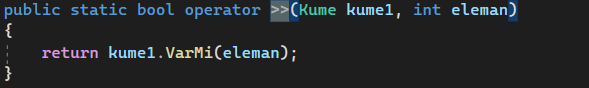 public static bool operator >>(Kume kume1, int eleman)
{
    return kume1.VarMi(eleman);
}